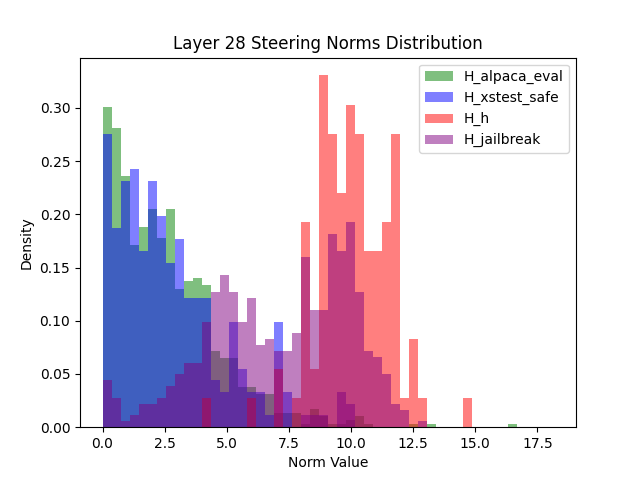 Layer 28 Steering Norms Distribution
H_alpaca_eval
H_xstest_safe
H_h
H_jailbreak
Density
0.30
0.25
0.20
0.15
0.10
0.05
0.00
0.0 2.5 5.0 7.5 10.0 12.5 15.0 17.5
Norm Value